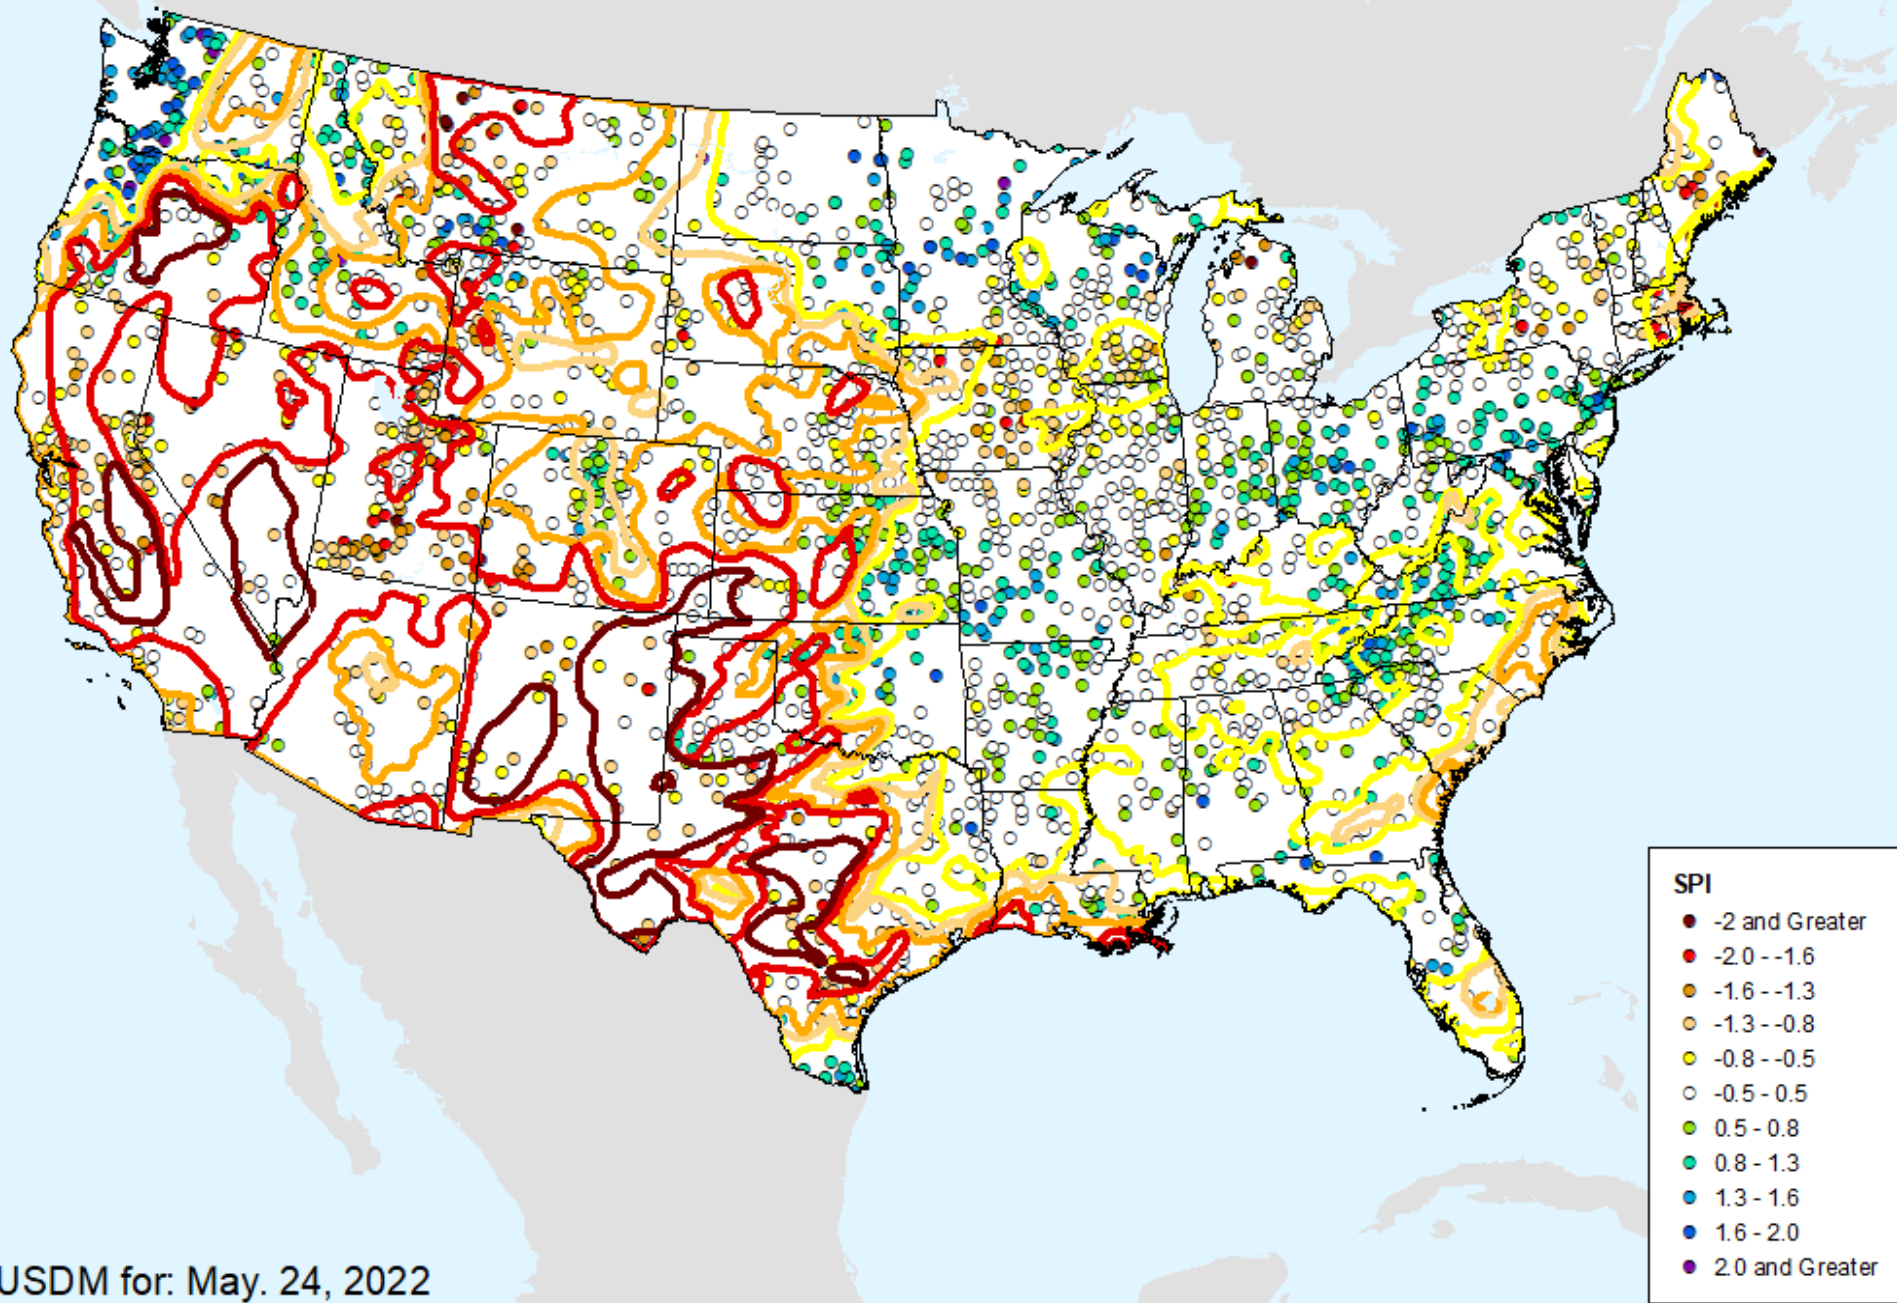 SPI
-2 and Greater
-2.0 - -1.6
-1.6 - -1.3
-1.3 - -0.8
-0.8 - -0.5
-0.5 - 0.5
0.5 - 0.8
0.8 - 1.3
1.3 - 1.6
1.6 - 2.0
2.0 and Greater
USDM for: May. 24, 2022